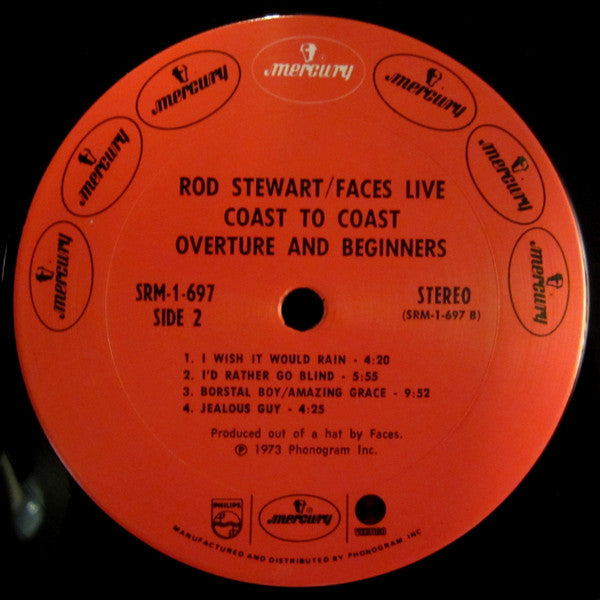 mercury
mercury
mercury
mercury
mercury
mercury
mercury
ROD STEWART/FACES LIVE
COAST TO COAST
OVERTURE AND BEGINNERS
SRM-1-697
SIDE 2
STEREO
(SRM-1-697 B)
1. I WISH IT WOULD RAIN - 4:20
2. I'D RATHER GO BLIND - 5:55
3. BORSTAL BOY/AMAZING GRACE - 9:52
4. JEALOUS GUY - 4:25
Produced out of a hat by Faces.
℗ 1973 Phonogram Inc.
PHILIPS
mercury
VERTIGO
MANUFACTURED AND DISTRIBUTED BY PHONOGRAM, INC